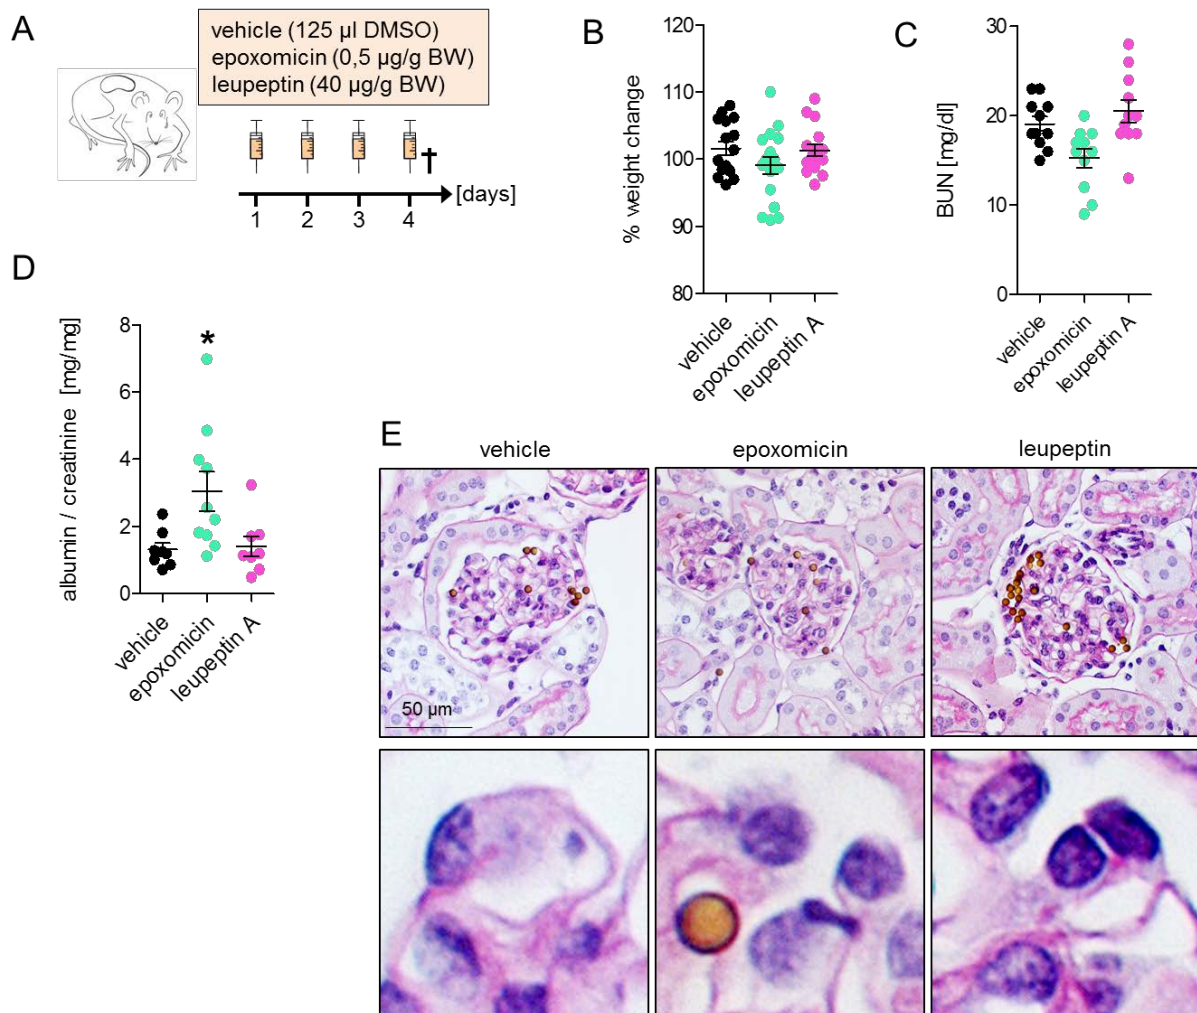 A
vehicle (125 µl DMSO)
epoxomicin (0,5 µg/g BW)
leupeptin (40 µg/g BW)
[days]
1 2 3 4
B
120
110
100
90
80
% weight change
vehicle
epoxomicin
leupeptin A
C
30
20
10
0
BUN [mg/dl]
vehicle
epoxomicin
leupeptin A
D
8
6
4
2
0
albumin / creatinine [mg/mg]
*
vehicle
epoxomicin
leupeptin A
E
vehicle epoxomicin leupeptin
50 µm